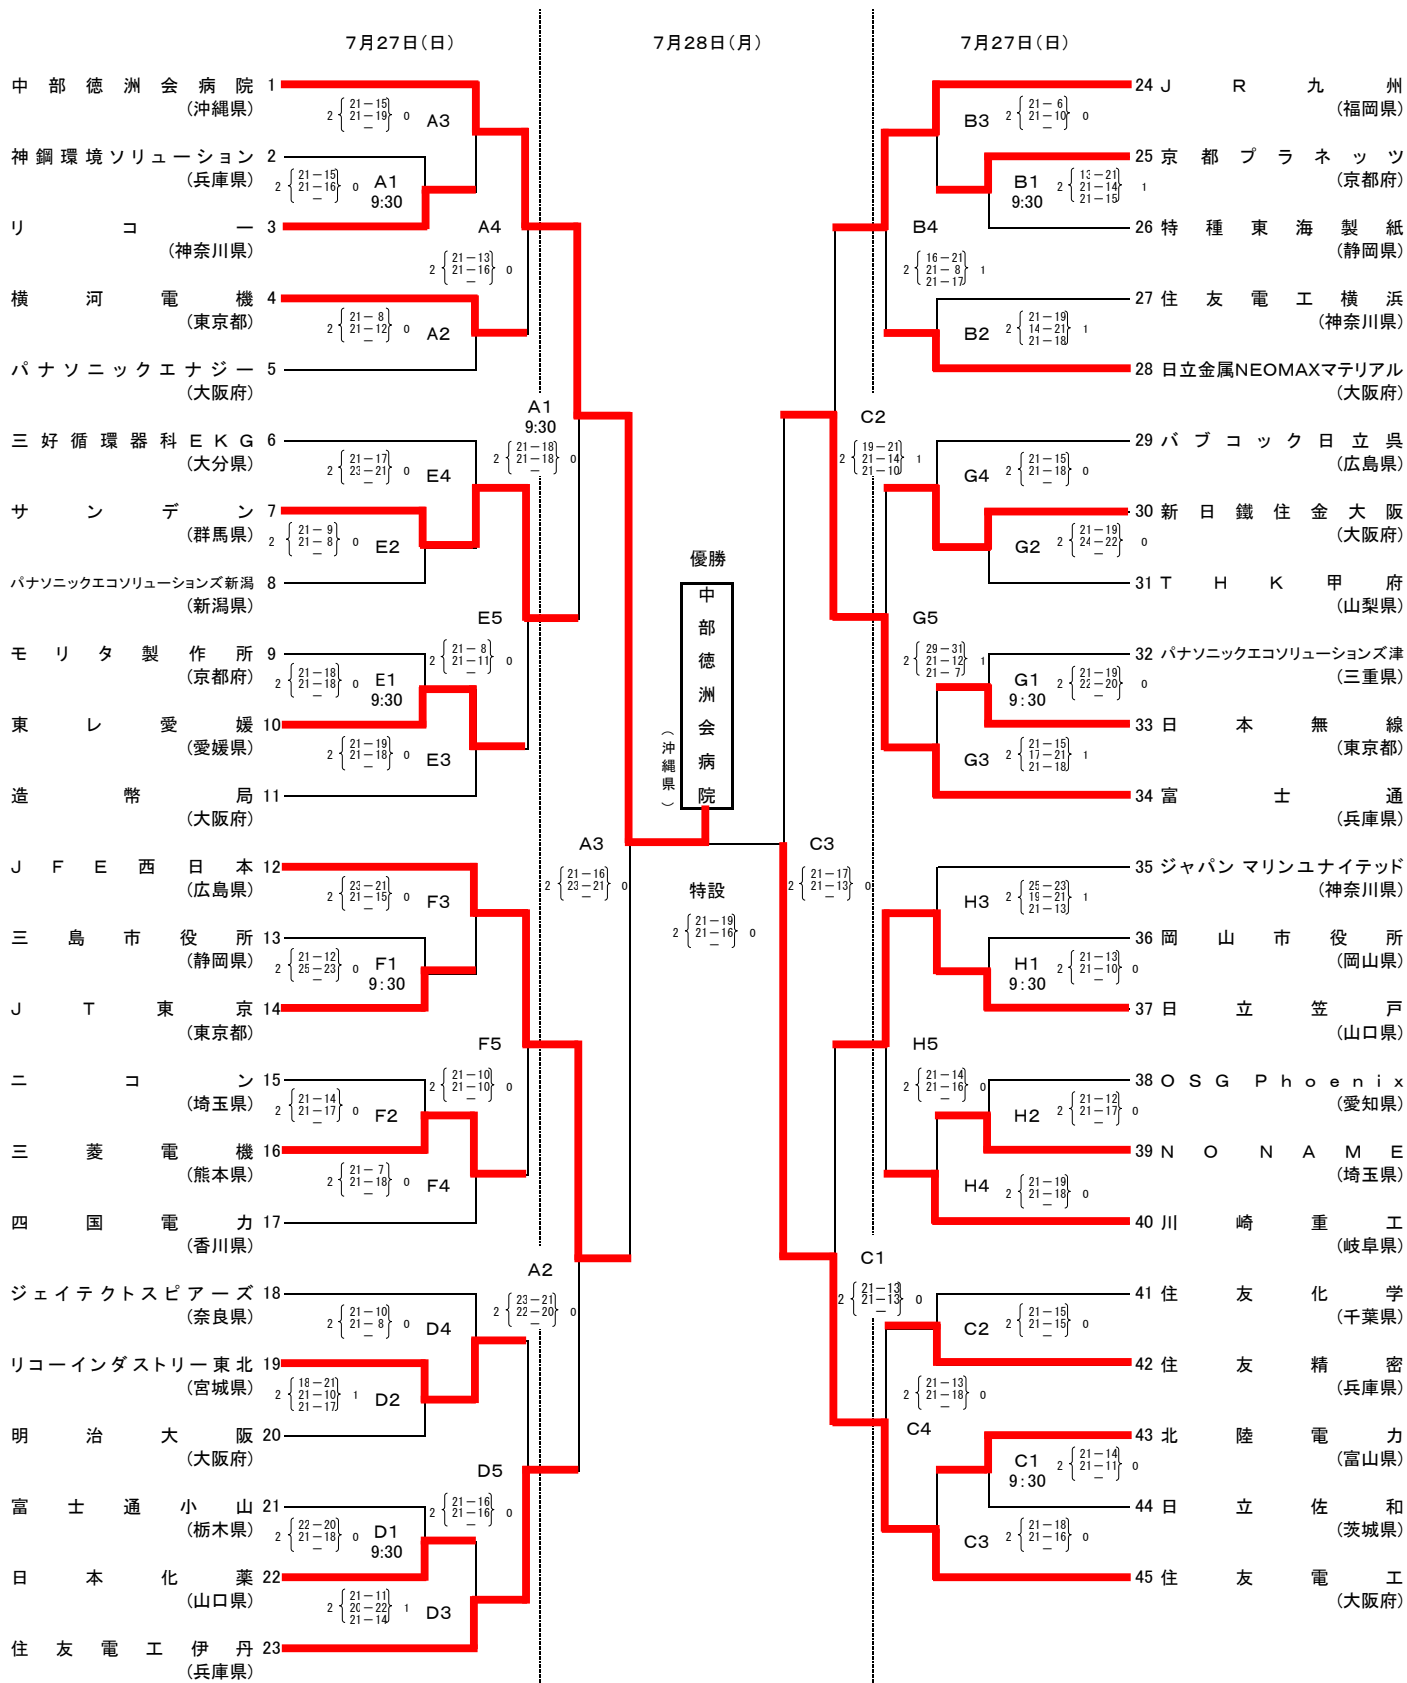 7月27日(日)
7月28日(月)
7月27日(日)
中部徳洲会病院 1
(沖縄県)
2 21-15 21-19 - 0
A3
神鋼環境ソリューション 2
(兵庫県)
2 21-15 21-16 - 0
A1
9:30
リコー 3
(神奈川県)
A4
2 21-13 21-16 - 0
横河電機 4
(東京都)
2 21-8 21-12 - 0
A2
パナソニックエナジー 5
(大阪府)
A1
9:30
2 21-18 21-18 - 0
三好循環器科EKG 6
(大分県)
2 21-17 23-21 - 0
E4
サンデン 7
(群馬県)
2 21-9 21-8 - 0
E2
パナソニックエコソリューションズ新潟 8
(新潟県)
E5
2 21-8 21-11 - 0
モリタ製作所 9
(京都府)
2 21-18 21-18 - 0
E1
9:30
東レ愛媛 10
(愛媛県)
2 21-19 21-18 - 0
E3
造幣局 11
(大阪府)
A3
2 21-16 23-21 - 0
JFE西日本 12
(広島県)
2 23-21 21-15 - 0
F3
三島市役所 13
(静岡県)
2 21-12 25-23 - 0
F1
9:30
JT東京 14
(東京都)
F5
2 21-10 21-10 - 0
ニコン 15
(埼玉県)
2 21-14 21-17 - 0
F2
三菱電機 16
(熊本県)
2 21-7 21-18 - 0
F4
四国電力 17
(香川県)
A2
2 23-21 22-20 - 0
ジェイテクトスピアーズ 18
(奈良県)
2 21-10 21-8 - 0
D4
リコーインダストリー東北 19
(宮城県)
2 18-21 21-10 21-17 1
D2
明治大阪 20
(大阪府)
D5
2 21-16 21-16 - 0
富士通小山 21
(栃木県)
2 22-20 21-18 - 0
D1
9:30
日本化薬 22
(山口県)
2 21-11 20-22 21-14 1
D3
住友電工伊丹 23
(兵庫県)
優勝
中部徳洲会病院
(沖縄県)
特設
2 21-19 21-16 - 0
24 JR九州
(福岡県)
B3
2 21-6 21-10 - 0
25 京都プラネッツ
(京都府)
B1
9:30
2 13-21 21-14 21-15 1
26 特種東海製紙
(静岡県)
B4
2 16-21 21-8 21-17 1
27 住友電工横浜
(神奈川県)
B2
2 21-19 14-21 21-18 1
28 日立金属NEOMAXマテリアル
(大阪府)
C2
2 19-21 21-14 21-10 1
29 バブコック日立呉
(広島県)
G4
2 21-15 21-18 - 0
30 新日鐵住金大阪
(大阪府)
G2
2 21-19 24-22 - 0
31 THK甲府
(山梨県)
G5
2 29-31 21-12 21-7 1
32 パナソニックエコソリューションズ津
(三重県)
G1
9:30
2 21-19 22-20 - 0
33 日本無線
(東京都)
G3
2 21-15 17-21 21-18 1
34 富士通
(兵庫県)
C3
2 21-17 21-13 - 0
35 ジャパン マリンユナイテッド
(神奈川県)
H3
2 25-23 19-21 21-13 1
36 岡山市役所
(岡山県)
H1
9:30
2 21-13 21-10 - 0
37 日立笠戸
(山口県)
H5
2 21-14 21-16 - 0
38 OSG Phoenix
(愛知県)
H2
2 21-12 21-17 - 0
39 NO NAME
(埼玉県)
H4
2 21-19 21-18 - 0
40 川崎重工
(岐阜県)
C1
2 21-13 21-13 - 0
41 住友化学
(千葉県)
C2
2 21-15 21-15 - 0
42 住友精密
(兵庫県)
2 21-13 21-18 - 0
C4
43 北陸電力
(富山県)
C1
9:30
2 21-14 21-11 - 0
44 日立佐和
(茨城県)
C3
2 21-18 21-16 - 0
45 住友電工
(大阪府)